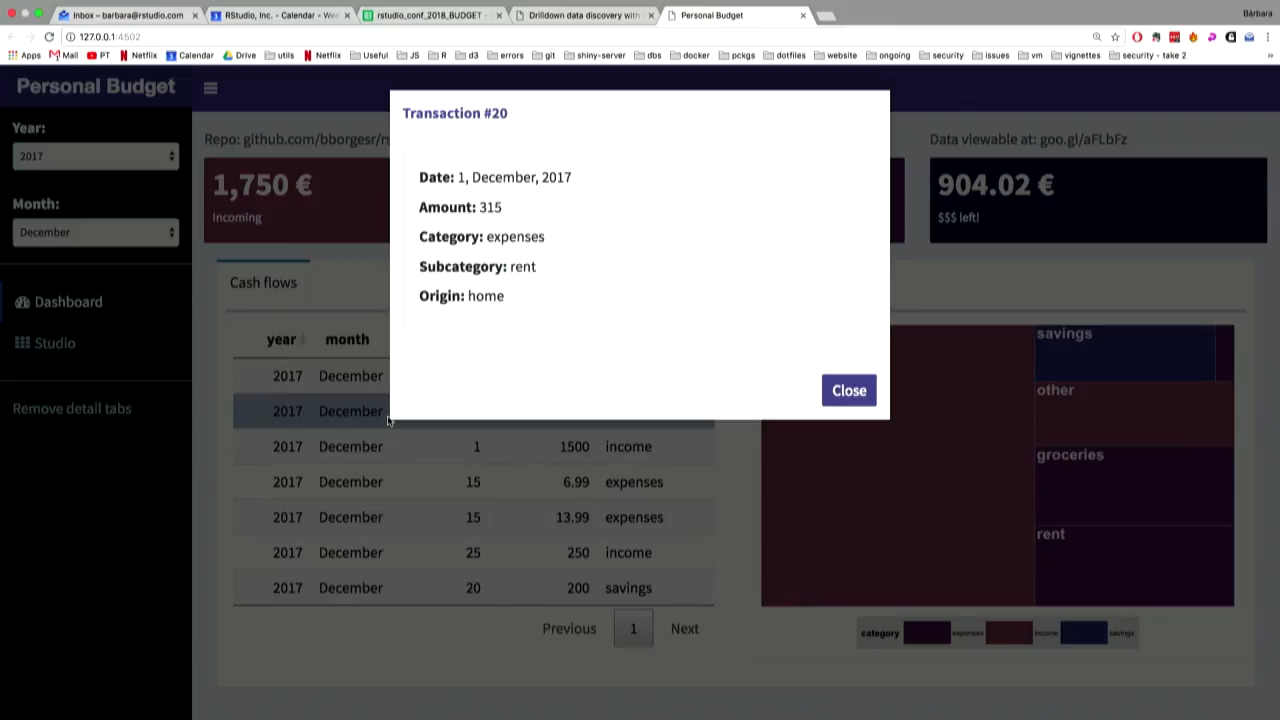 Inbox – barbara@rstudio.com
RStudio, Inc. - Calendar - We
rstudio_conf_2018_BUDGET -
Drilldown data discovery with
Personal Budget
Bárbara
127.0.0.1:4502
Apps
Mail
PT
Netflix
Calendar
Drive
utils
Netflix
Useful
JS
R
d3
errors
git
shiny-server
dbs
docker
pckgs
dotfiles
website
ongoing
security
issues
vm
vignettes
security - take 2
»
Personal Budget
Year:
2017
Month:
December
Dashboard
Studio
Remove detail tabs
Repo: github.com/bborgesr/rs
Data viewable at: goo.gl/aFLbFz
1,750 €
Incoming
904.02 €
$$$ left!
Transaction #20
Date: 1, December, 2017
Amount: 315
Category: expenses
Subcategory: rent
Origin: home
Close
Cash flows
year month
2017 December
2017 December
2017 December 1 1500 income
2017 December 15 6.99 expenses
2017 December 15 13.99 expenses
2017 December 25 250 income
2017 December 20 200 savings
Previous 1 Next
savings
other
groceries
rent
category expenses income savings